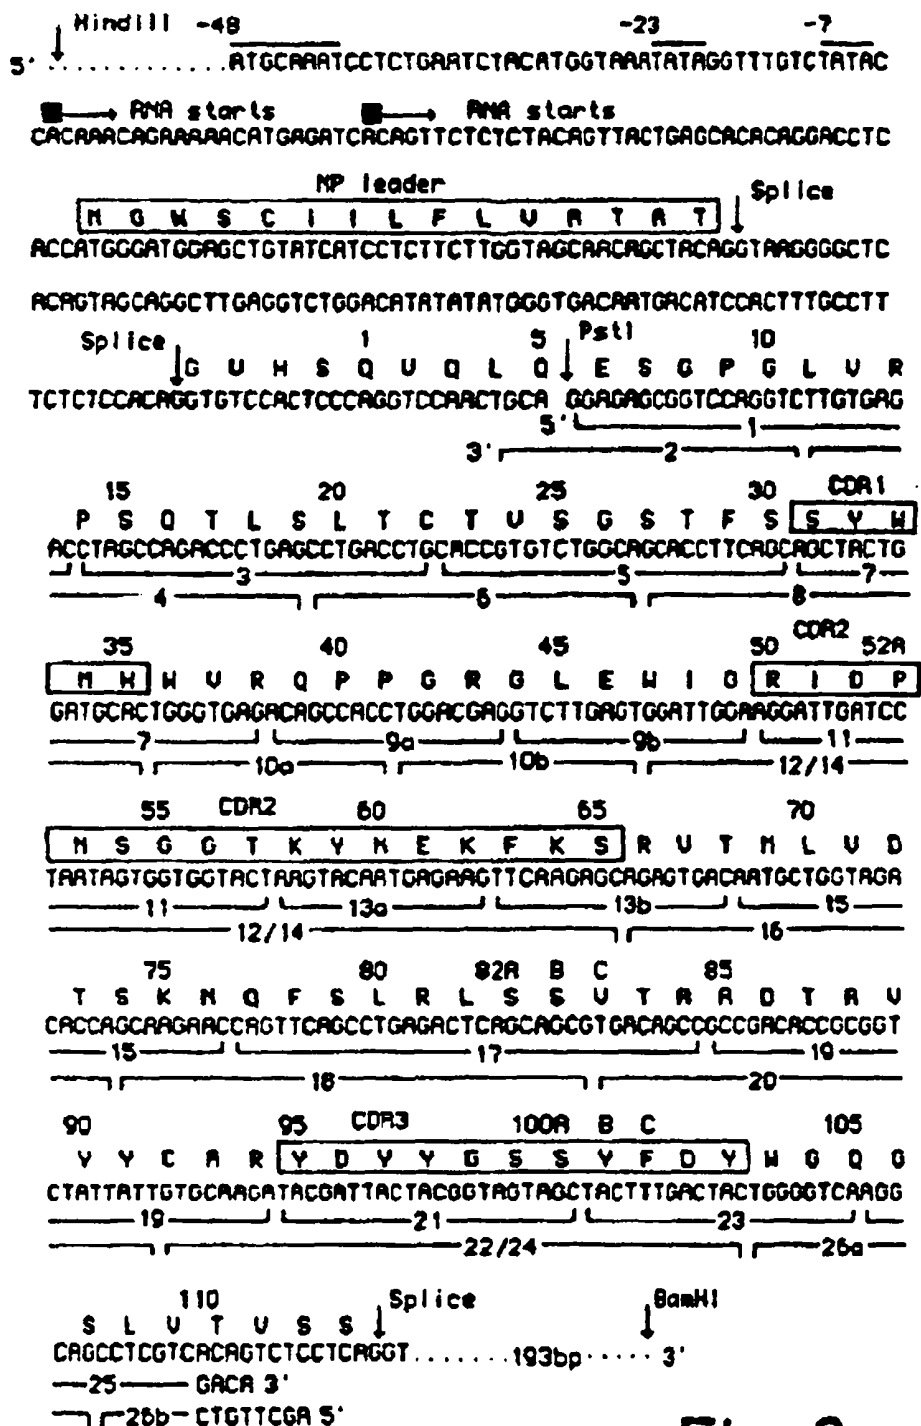 HindIII -48 -23 -7
5' ............ATGCAAATCCTCTGAATCTACATGGTAAATATAGGTTTGTCTATAC
RNA starts RNA starts
CACAAACAGAAAAACATGAGATCACAGTTCTCTCTACAGTTACTGAGCACACAGGACCTC
NP leader Splice
M G W S C I I L F L V A T A T
ACCATGGGATGGAGCTGTATCATCCTCTTCTTGGTAGCAACAGCTACAGGTAAGGGGCTC
ACAGTAGCAGGCTTGAGGTCTGGACATATATATGGGTGACAATGACATCCACTTTGCCTT
Splice 1 5 PstI 10
G V H S Q V Q L Q E S G P G L V R
TCTCTCCACAGGTGTCCACTCCCAGGTCCAACTGCA GGAGAGCGGTCCAGGTCTTGTGAG
5' 1
3' 2
15 20 25 30 CDR1
P S Q T L S L T C T V S G S T F S S Y W
ACCTAGCCAGACCCTGAGCCTGACCTGCACCGTGTCTGGCAGCACCTTCAGCAGCTACTG
3 5 7
4 6 8
35 40 45 50 CDR2 52A
M H W V R Q P P G R G L E W I G R I D P
GATGCACTGGGTGAGACAGCCACCTGGACGAGGTCTTGAGTGGATTGGAAGGATTGATCC
7 9a 9b 11
10a 10b 12/14
55 CDR2 60 65 70
N S G G T K Y N E K F K S R V T M L V D
TAATAGTGGTGGTACTAAGTACAATGAGAAGTTCAAGAGCAGAGTGACAATGCTGGTAGA
11 13a 13b 15
12/14 16
75 80 82A B C 85
T S K N Q F S L R L S S V T A A D T A V
CACCAGCAAGAACCAGTTCAGCCTGAGACTCAGCAGCGTGACAGCCGCCGACACCGCGGT
15 17 19
18 20
90 95 CDR3 100A B C 105
Y Y C A R Y D Y Y G S S Y F D Y W G Q G
CTATTATTGTGCAAGATACGATTACTACGGTAGTAGCTACTTTGACTACTGGGGTCAAGG
19 21 23
22/24 26a
110 Splice BamHI
S L V T V S S
CAGCCTCGTCACAGTCTCCTCAGGT.......193bp..... 3'
25 GACA 3'
26b CTGTTCGA 5'